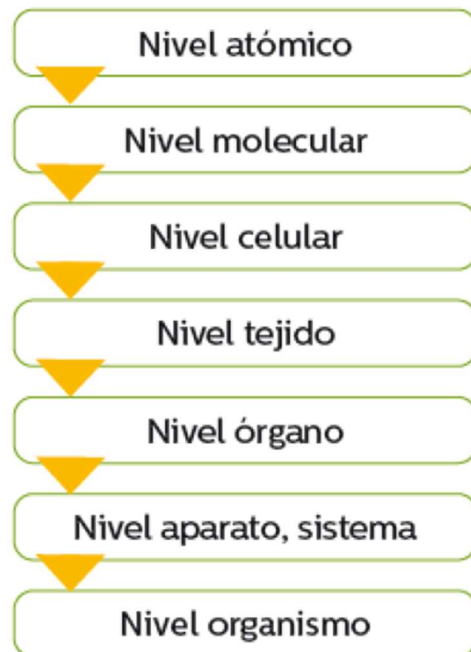 Nivel atómico
Nivel molecular
Nivel celular
Nivel tejido
Nivel órgano
Nivel aparato, sistema
Nivel organismo